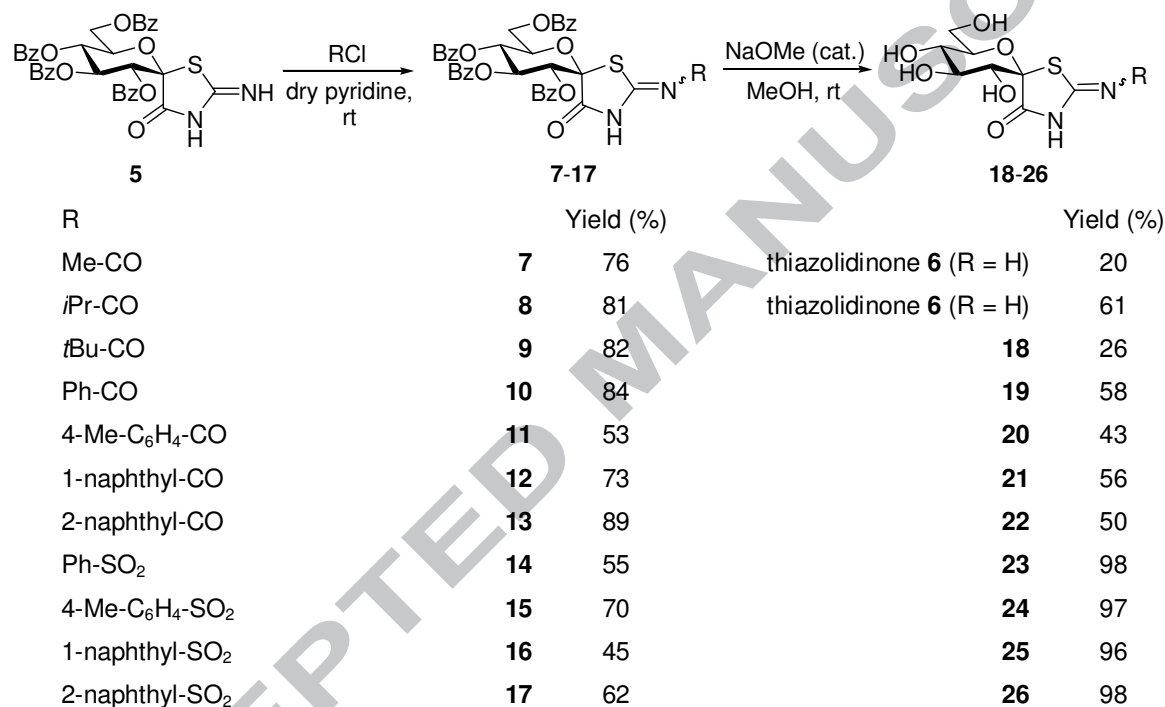 OBz OBz OH
BzO O S RCl BzO O S R NaOMe (cat.) HO O S R
BzO NH dry pyridine, BzO N MeOH, rt HO N
BzO O N H rt BzO O N H HO O N H
5 7-17 18-26
R Yield (%) Yield (%)
Me-CO 7 76 thiazolidinone 6 (R = H) 20
iPr-CO 8 81 thiazolidinone 6 (R = H) 61
tBu-CO 9 82 18 26
Ph-CO 10 84 19 58
4-Me-C₆H₄-CO 11 53 20 43
1-naphthyl-CO 12 73 21 56
2-naphthyl-CO 13 89 22 50
Ph-SO₂ 14 55 23 98
4-Me-C₆H₄-SO₂ 15 70 24 97
1-naphthyl-SO₂ 16 45 25 96
2-naphthyl-SO₂ 17 62 26 98
EPTED MANUSC